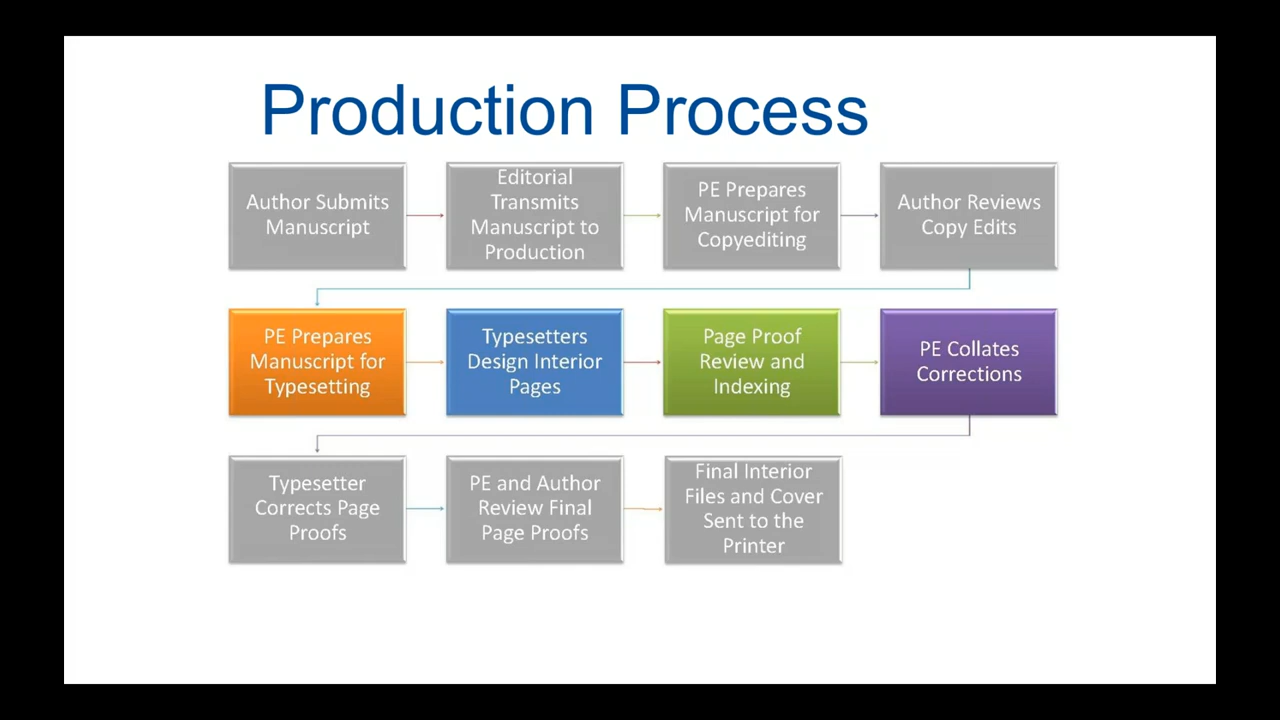 Production Process
Author Submits
Manuscript
Editorial
Transmits
Manuscript to
Production
PE Prepares
Manuscript for
Copyediting
Author Reviews
Copy Edits
PE Prepares
Manuscript for
Typesetting
Typesetters
Design Interior
Pages
Page Proof
Review and
Indexing
PE Collates
Corrections
Typesetter
Corrects Page
Proofs
PE and Author
Review Final
Page Proofs
Final Interior
Files and Cover
Sent to the
Printer